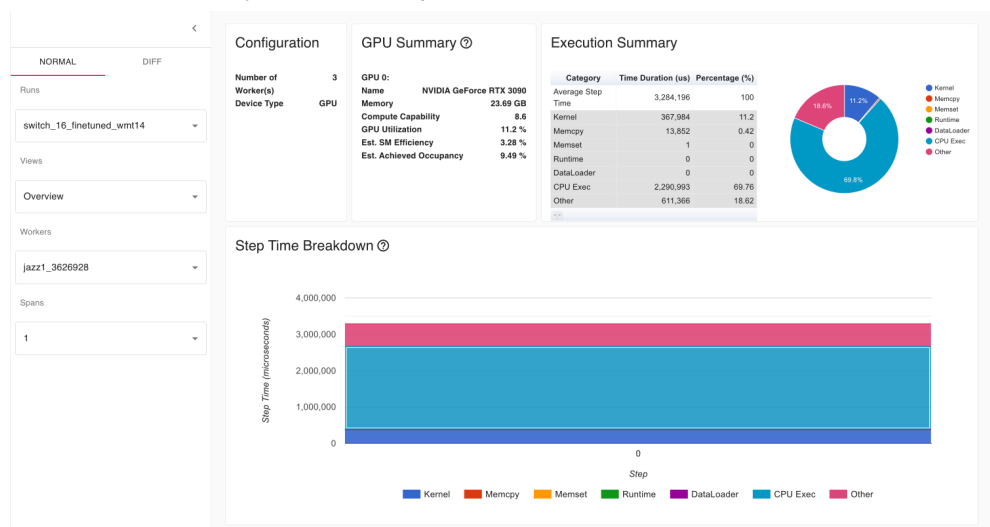 NORMAL DIFF
Runs
switch_16_finetuned_wmt14
Views
Overview
Workers
jazz1_3626928
Spans
1
Configuration
Number of Worker(s) 3
Device Type GPU
GPU Summary
GPU 0:
Name NVIDIA GeForce RTX 3090
Memory 23.69 GB
Compute Capability 8.6
GPU Utilization 11.2 %
Est. SM Efficiency 3.28 %
Est. Achieved Occupancy 9.49 %
Execution Summary
Category Time Duration (us) Percentage (%)
Average Step Time 3,284,196 100
Kernel 367,984 11.2
Memcpy 13,852 0.42
Memset 1 0
Runtime 0 0
DataLoader 0 0
CPU Exec 2,290,993 69.76
Other 611,366 18.62
11.2%
18.6%
69.8%
Kernel
Memcpy
Memset
Runtime
DataLoader
CPU Exec
Other
Step Time Breakdown
Step Time (microseconds)
4,000,000
3,000,000
2,000,000
1,000,000
0
0
Step
Kernel Memcpy Memset Runtime DataLoader CPU Exec Other